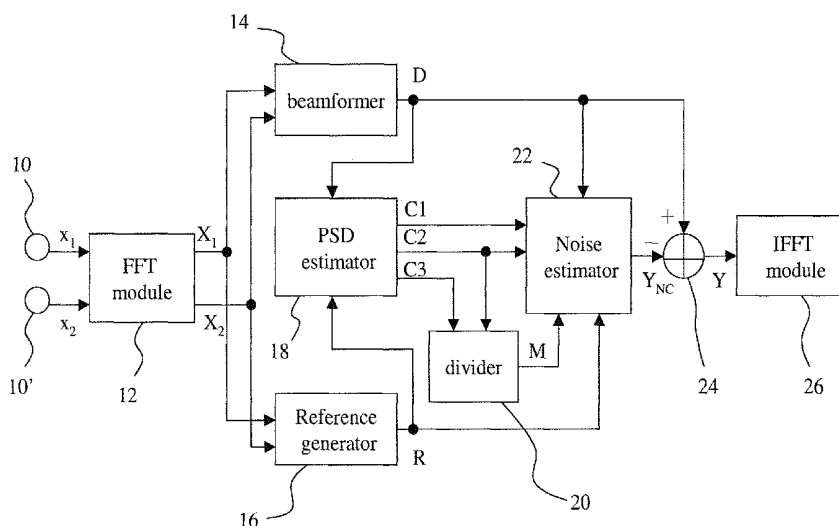 14
D
beamformer
10
22
x1
X1
C1
PSD
estimator
C2
C3
Noise
estimator
+
−
IFFT
module
FFT
module
YNC
Y
x2
X2
18
10'
12
divider
M
24
26
Reference
generator
R
16
20